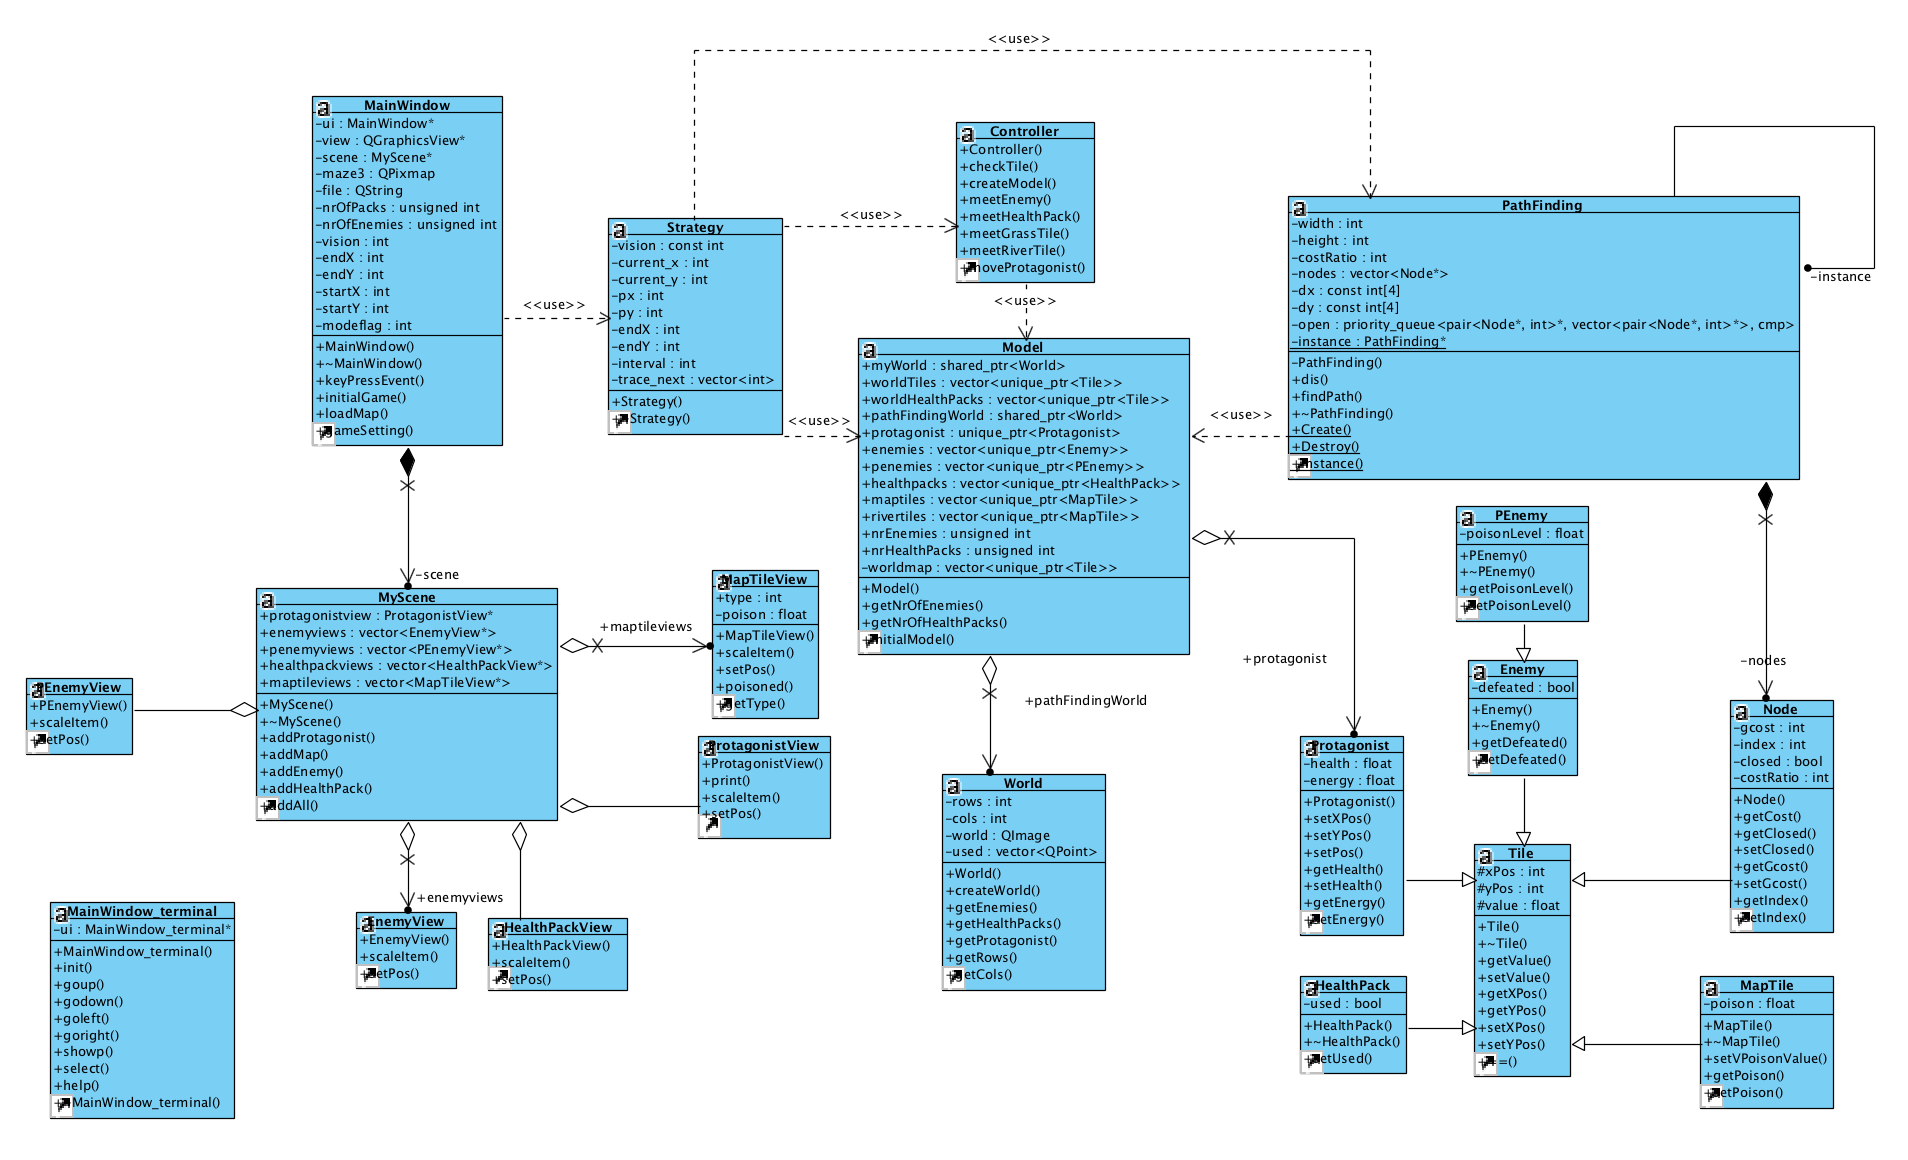 <<use>>
MainWindow
-ui : MainWindow*
-view : QGraphicsView*
-scene : MyScene*
-maze3 : QPixmap
-file : QString
-nrOfPacks : unsigned int
-nrOfEnemies : unsigned int
-vision : int
-endX : int
-endY : int
-startX : int
-startY : int
-modeflag : int
+MainWindow()
+~MainWindow()
+keyPressEvent()
+initialGame()
+loadMap()
ameSetting()
<<use>>
Strategy
-vision : const int
-current_x : int
-current_y : int
-px : int
-py : int
-endX : int
-endY : int
-interval : int
-trace_next : vector<int>
+Strategy()
Strategy()
<<use>>
<<use>>
Controller
+Controller()
+checkTile()
+createModel()
+meetEnemy()
+meetHealthPack()
+meetGrassTile()
+meetRiverTile()
moveProtagonist()
<<use>>
Model
+myWorld : shared_ptr<World>
+worldTiles : vector<unique_ptr<Tile>>
+worldHealthPacks : vector<unique_ptr<Tile>>
+pathFindingWorld : shared_ptr<World>
+protagonist : unique_ptr<Protagonist>
+enemies : vector<unique_ptr<Enemy>>
+penemies : vector<unique_ptr<PEnemy>>
+healthpacks : vector<unique_ptr<HealthPack>>
+maptiles : vector<unique_ptr<MapTile>>
+rivertiles : vector<unique_ptr<MapTile>>
+nrEnemies : unsigned int
+nrHealthPacks : unsigned int
-worldmap : vector<unique_ptr<Tile>>
+Model()
+getNrOfEnemies()
+getNrOfHealthPacks()
nitialModel()
<<use>>
PathFinding
-width : int
-height : int
-costRatio : int
-nodes : vector<Node*>
-dx : const int[4]
-dy : const int[4]
-open : priority_queue<pair<Node*, int>*, vector<pair<Node*, int>*>, cmp>
-instance : PathFinding*
-PathFinding()
+dis()
+findPath()
+~PathFinding()
+Create()
+Destroy()
instance()
-instance
-scene
MyScene
+protagonistview : ProtagonistView*
+enemyviews : vector<EnemyView*>
+penemyviews : vector<PEnemyView*>
+healthpackviews : vector<HealthPackView*>
+maptileviews : vector<MapTileView*>
+MyScene()
+~MyScene()
+addProtagonist()
+addMap()
+addEnemy()
+addHealthPack()
addAll()
PEnemyView
+PEnemyView()
+scaleItem()
setPos()
+maptileviews
MapTileView
+type : int
-poison : float
+MapTileView()
+scaleItem()
+setPos()
+poisoned()
getType()
ProtagonistView
+ProtagonistView()
+print()
+scaleItem()
+setPos()
+enemyviews
EnemyView
+EnemyView()
+scaleItem()
setPos()
HealthPackView
+HealthPackView()
+scaleItem()
setPos()
MainWindow_terminal
-ui : MainWindow_terminal*
+MainWindow_terminal()
+init()
+goup()
+godown()
+goleft()
+goright()
+showp()
+select()
+help()
MainWindow_terminal()
+pathFindingWorld
World
-rows : int
-cols : int
-world : QImage
-used : vector<QPoint>
+World()
+createWorld()
+getEnemies()
+getHealthPacks()
+getProtagonist()
+getRows()
getCols()
+protagonist
Protagonist
-health : float
-energy : float
+Protagonist()
+setXPos()
+setYPos()
+setPos()
+getHealth()
+setHealth()
+getEnergy()
setEnergy()
PEnemy
-poisonLevel : float
+PEnemy()
+~PEnemy()
+getPoisonLevel()
setPoisonLevel()
Enemy
-defeated : bool
+Enemy()
+~Enemy()
+getDefeated()
setDefeated()
Tile
#xPos : int
#yPos : int
#value : float
+Tile()
+~Tile()
+getValue()
+setValue()
+getXPos()
+getYPos()
+setXPos()
+setYPos()
=()
-nodes
Node
-gcost : int
-index : int
-closed : bool
-costRatio : int
+Node()
+getCost()
+getClosed()
+setClosed()
+getGcost()
+setGcost()
+getIndex()
setIndex()
HealthPack
-used : bool
+HealthPack()
+~HealthPack()
etUsed()
MapTile
-poison : float
+MapTile()
+~MapTile()
+setVPoisonValue()
+getPoison()
setPoison()